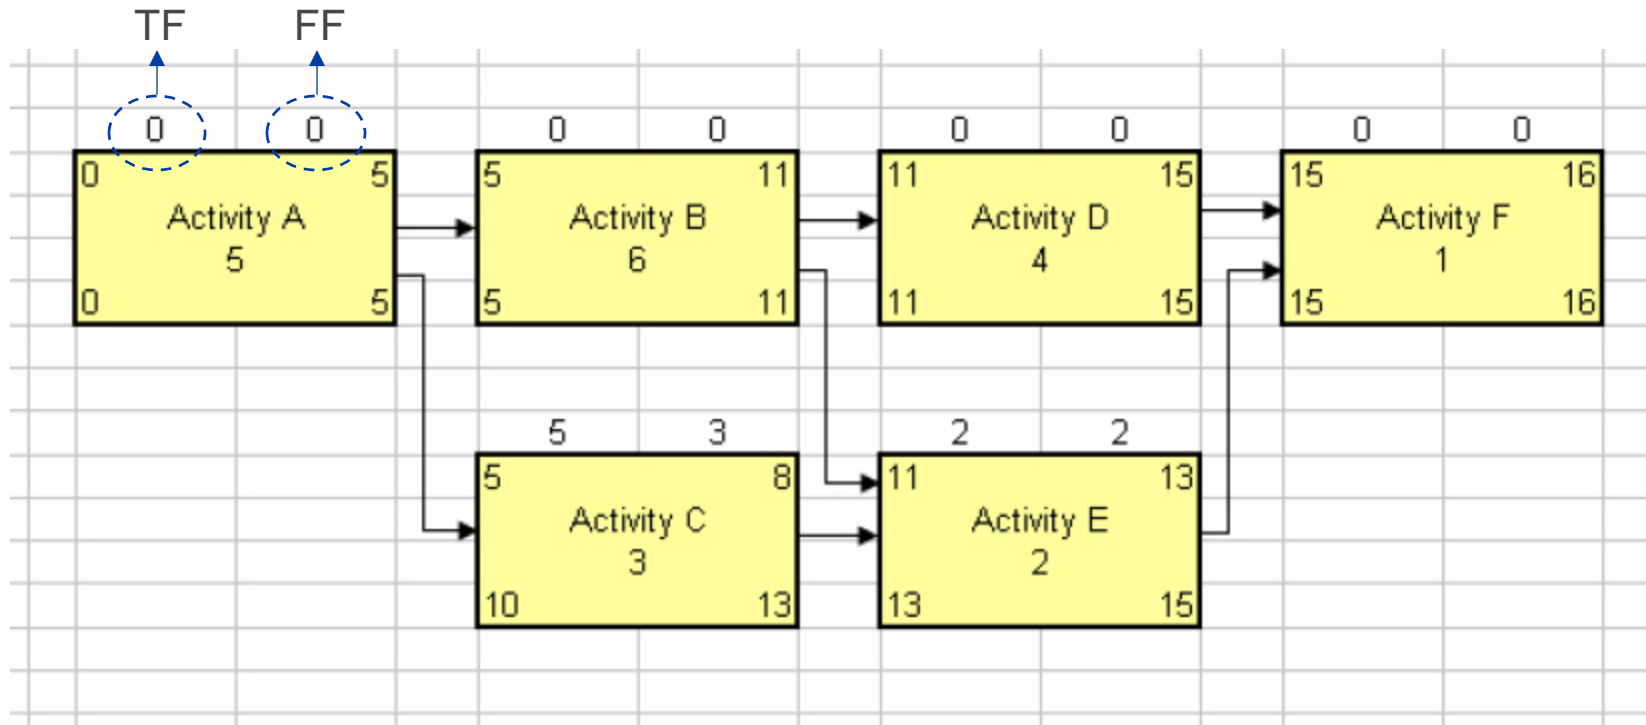 TF FF
0 0 0 0 0 0 0 0
0 5 5 11 11 15 15 16
Activity A Activity B Activity D Activity F
5 6 4 1
0 5 5 11 11 15 15 16
5 3 2 2
5 8 11 13
Activity C Activity E
3 2
10 13 13 15